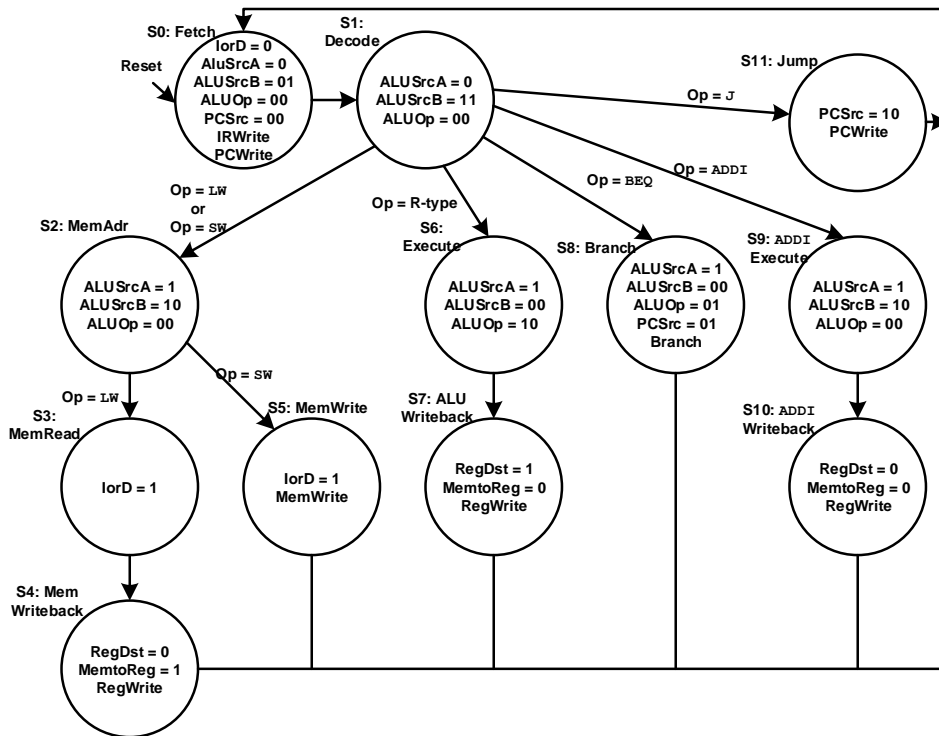 S0: Fetch
Reset
IorD = 0
AluSrcA = 0
ALUSrcB = 01
ALUOp = 00
PCSrc = 00
IRWrite
PCWrite
S1:
Decode
ALUSrcA = 0
ALUSrcB = 11
ALUOp = 00
S11: Jump
Op = J
PCSrc = 10
PCWrite
Op = ADDI
Op = BEQ
Op = R-type
Op = LW
or
Op = SW
S2: MemAdr
ALUSrcA = 1
ALUSrcB = 10
ALUOp = 00
S6:
Execute
ALUSrcA = 1
ALUSrcB = 00
ALUOp = 10
S8: Branch
ALUSrcA = 1
ALUSrcB = 00
ALUOp = 01
PCSrc = 01
Branch
S9: ADDI
Execute
ALUSrcA = 1
ALUSrcB = 10
ALUOp = 00
Op = LW
S3:
MemRead
IorD = 1
Op = SW
S5: MemWrite
IorD = 1
MemWrite
S7: ALU
Writeback
RegDst = 1
MemtoReg = 0
RegWrite
S10: ADDI
Writeback
RegDst = 0
MemtoReg = 0
RegWrite
S4: Mem
Writeback
RegDst = 0
MemtoReg = 1
RegWrite